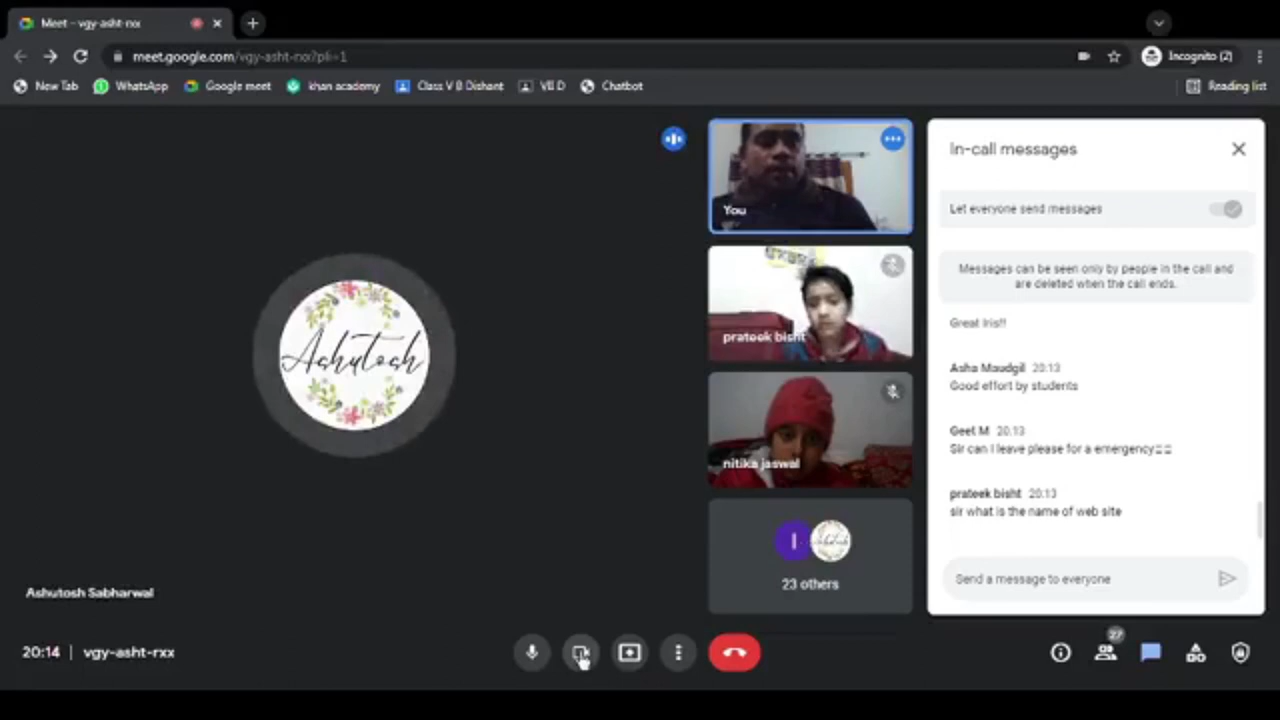 Meet - vgy-asht-rxx
meet.google.com/vgy-asht-rxx?pli=1
Incognito (2)
New Tab
WhatsApp
Google meet
khan academy
Class V B Dishant
VII D
Chatbot
Reading list
You
prateek bisht
nitika jaswal
I
23 others
Ashutosh
Ashutosh Sabharwal
In-call messages
Let everyone send messages
Messages can be seen only by people in the call and
are deleted when the call ends.
Great Iris!!
Asha Maudgil 20:13
Good effort by students
Geet M 20:13
Sir can I leave please for a emergency
prateek bisht 20:13
sir what is the name of web site
Send a message to everyone
20:14 | vgy-asht-rxx
27